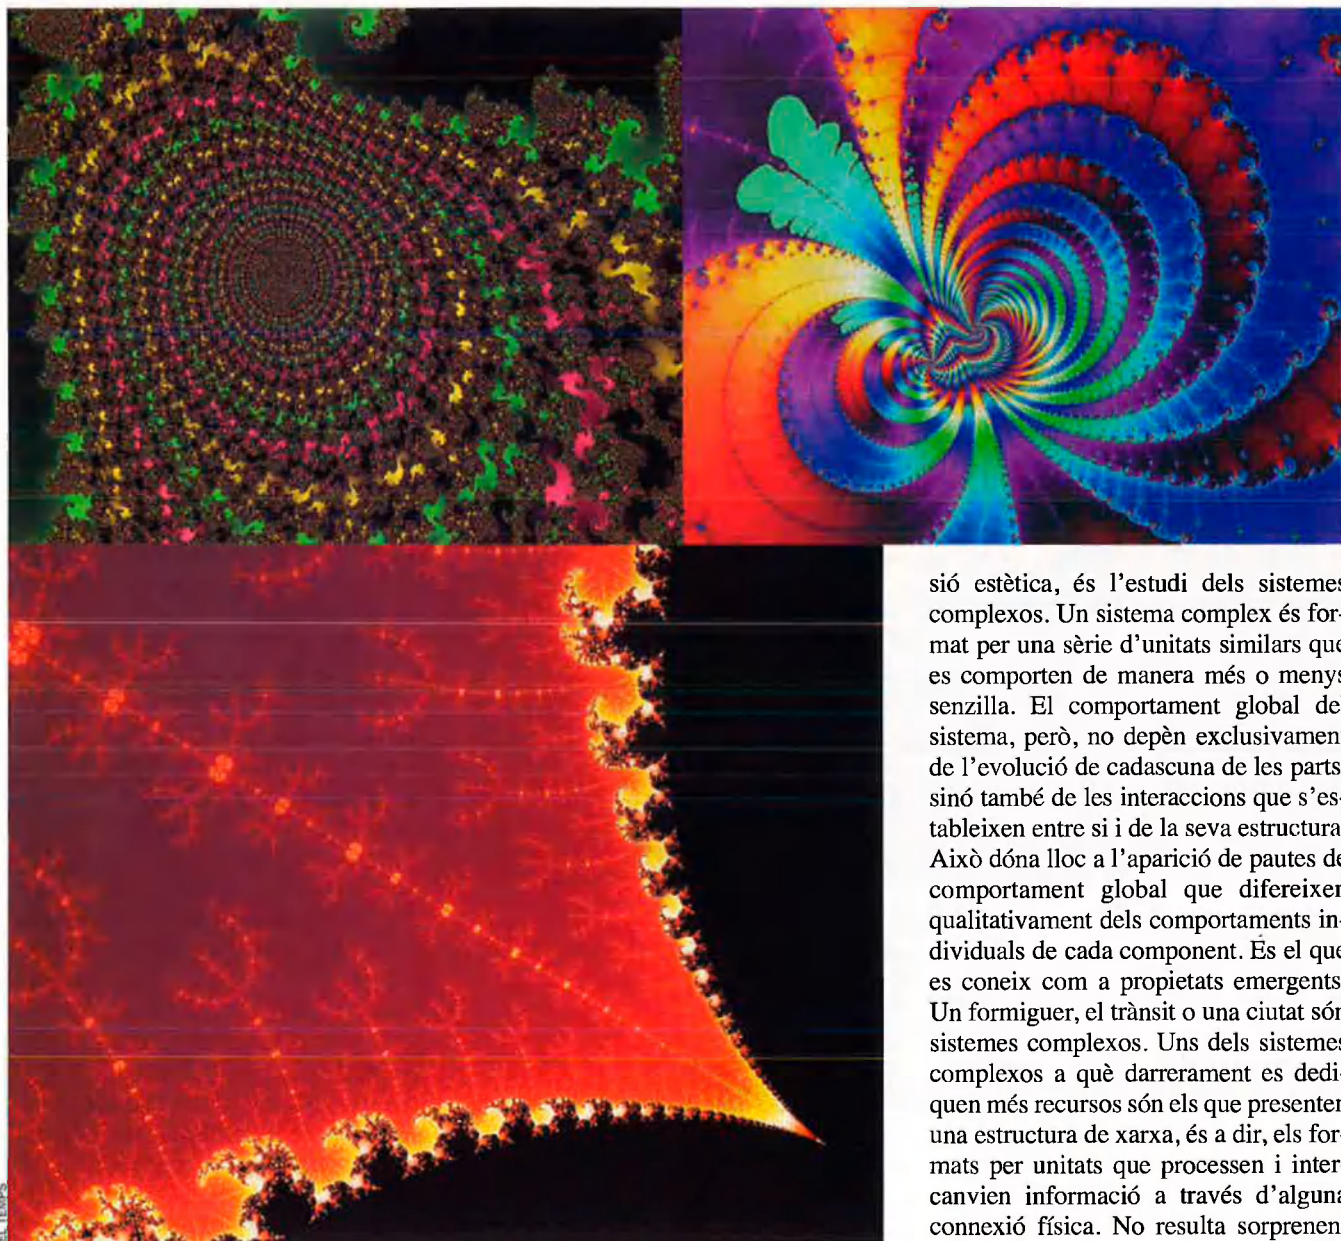 sió estètica, és l'estudi dels sistemes
complexos. Un sistema complex és for-
mat per una sèrie d'unitats similars que
es comporten de manera més o menys
senzilla. El comportament global de
sistema, però, no depèn exclusivament
de l'evolució de cadascuna de les parts
sinó també de les interaccions que s'es-
tableixen entre si i de la seva estructura
Això dóna lloc a l'aparició de pautes de
comportament global que difereixen
qualitativament dels comportaments in-
dividuals de cada component. És el que
es coneix com a propietats emergents
Un formiguer, el trànsit o una ciutat són
sistemes complexos. Uns dels sistemes
complexos a què darrerament es dedi-
quen més recursos són els que presenten
una estructura de xarxa, és a dir, els for-
mats per unitats que processen i inter-
canvien informació a través d'alguna
connexió física. No resulta sorprenen
EL TEMPS